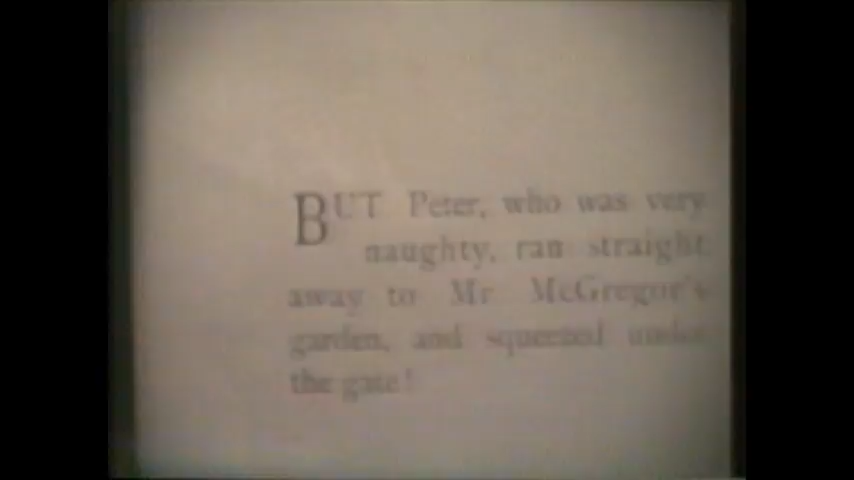 BUT Peter, who was very
naughty, ran straight
away to Mr McGregor's
garden, and squeezed under
the gate!